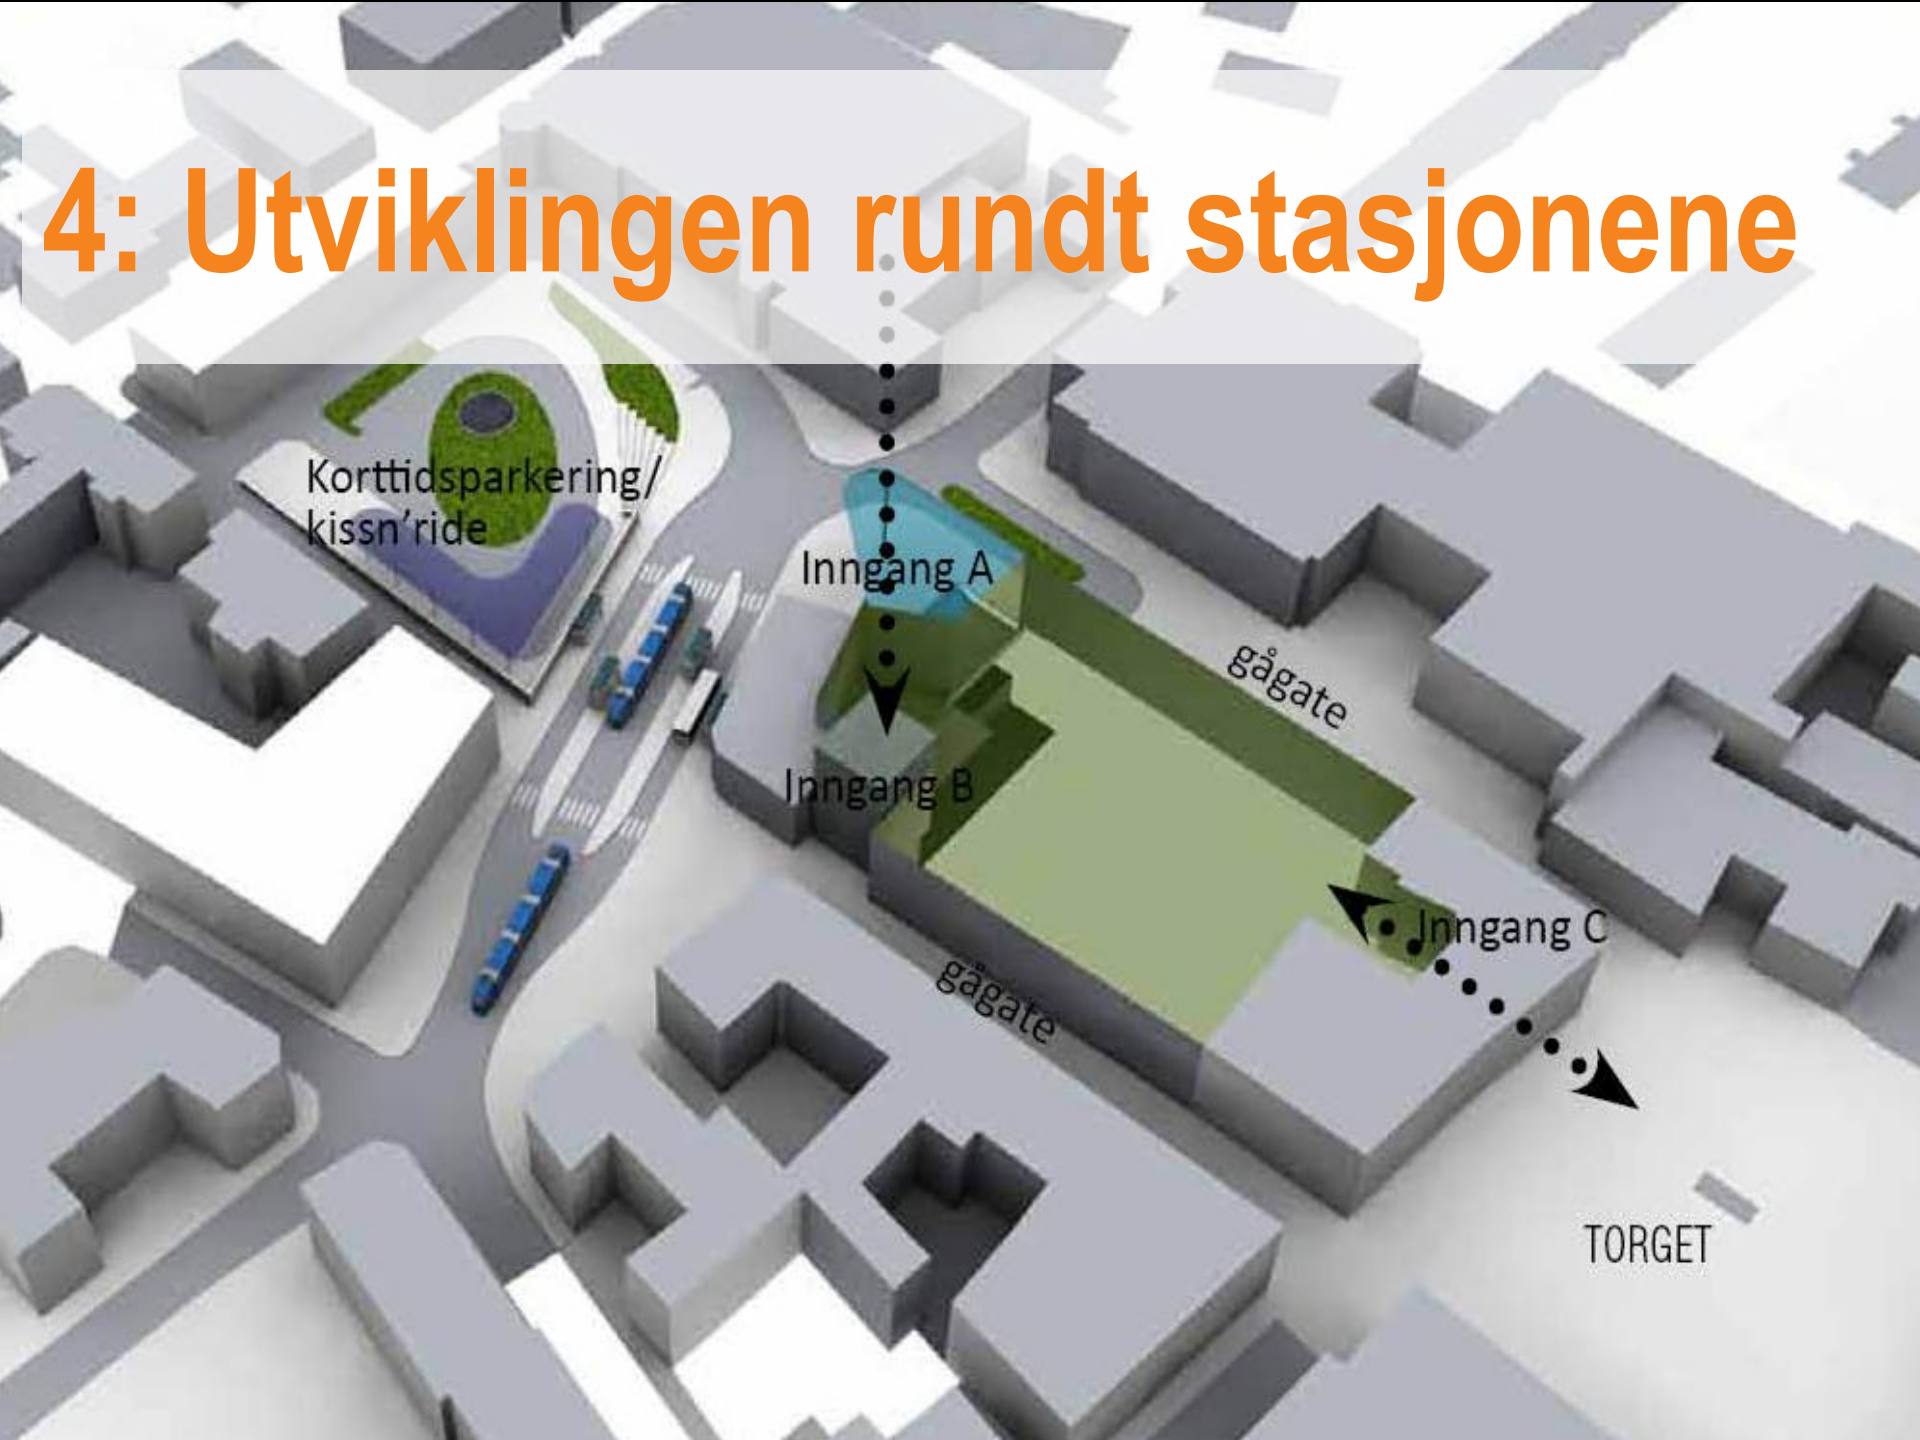 4: Utviklingen rundt stasjonene
Korttidsparkering/
kissn'ride
Inngang A
gågate
Inngang B
Inngang C
gågate
TORGET